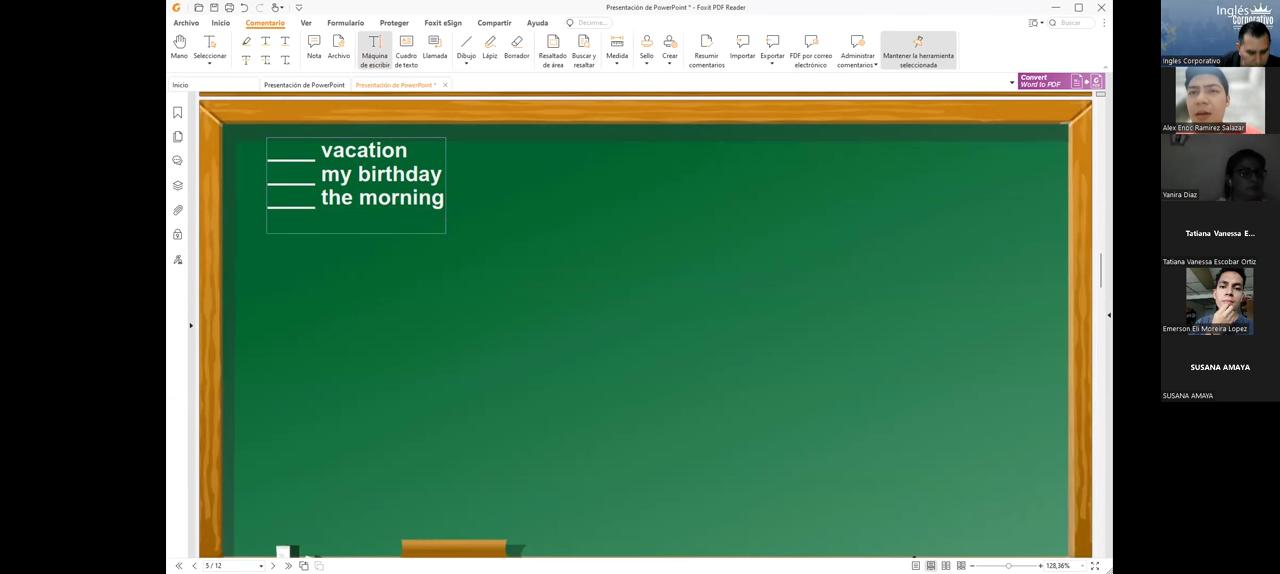 Presentación de PowerPoint * - Foxit PDF Reader
Archivo Inicio Comentario Ver Formulario Proteger Foxit eSign Compartir Ayuda Decirme... Buscar
Mano Seleccionar Nota Archivo Máquina de escribir Cuadro de texto Llamada Dibujo Lápiz Borrador Resaltado de área Buscar y resaltar Medida Sello Crear Resumir comentarios Importar Exportar FDF por correo electrónico Administrar comentarios Mantener la herramienta seleccionada
Inicio Presentación de PowerPoint Presentación de PowerPoint *
Convert
Word to PDF
_____ vacation
_____ my birthday
_____ the morning
5 / 12
128,36%
Inglés
Corporativo
Ingles Corporativo
Alex Enoc Ramirez Salazar
Yanira Diaz
Tatiana Vanessa E...
Tatiana Vanessa Escobar Ortiz
Emerson Eli Moreira Lopez
SUSANA AMAYA
SUSANA AMAYA